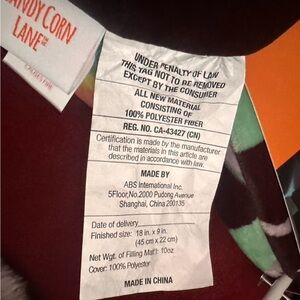 CANDY CORN
LANE™
UNDER PENALTY OF LAW
THIS TAG NOT TO BE REMOVED
EXCEPT BY THE CONSUMER
ALL NEW MATERIAL
CONSISTING OF
100% POLYESTER FIBER
REG. NO. CA-43427 (CN)
Certification is made by the manufacturer
that the materials in this article are
described in accordance with law.
MADE BY
ABS International Inc.
5Floor,No.2000 Pudong Avenue
Shanghai, China 200135
Date of delivery
Finished size: 18 in. x 9 in.
(45 cm x 22 cm)
Net Wgt. of Filling Mat'l: 10oz.
Cover: 100% Polyester
MADE IN CHINA